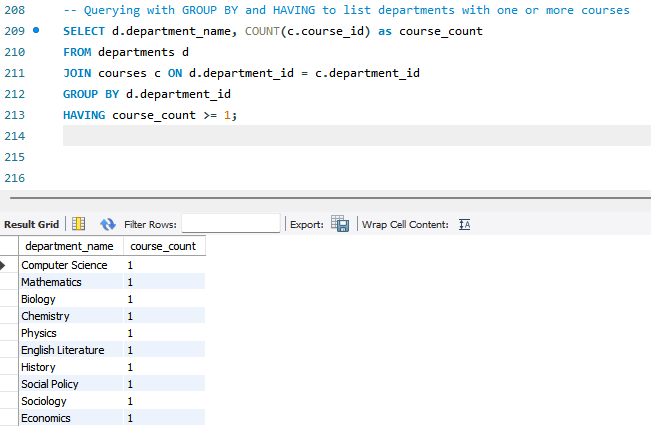 208 -- Querying with GROUP BY and HAVING to list departments with one or more courses
209 SELECT d.department_name, COUNT(c.course_id) as course_count
210 FROM departments d
211 JOIN courses c ON d.department_id = c.department_id
212 GROUP BY d.department_id
213 HAVING course_count >= 1;
214
215
216
Result Grid Filter Rows: Export: Wrap Cell Content: IA
department_name course_count
Computer Science 1
Mathematics 1
Biology 1
Chemistry 1
Physics 1
English Literature 1
History 1
Social Policy 1
Sociology 1
Economics 1